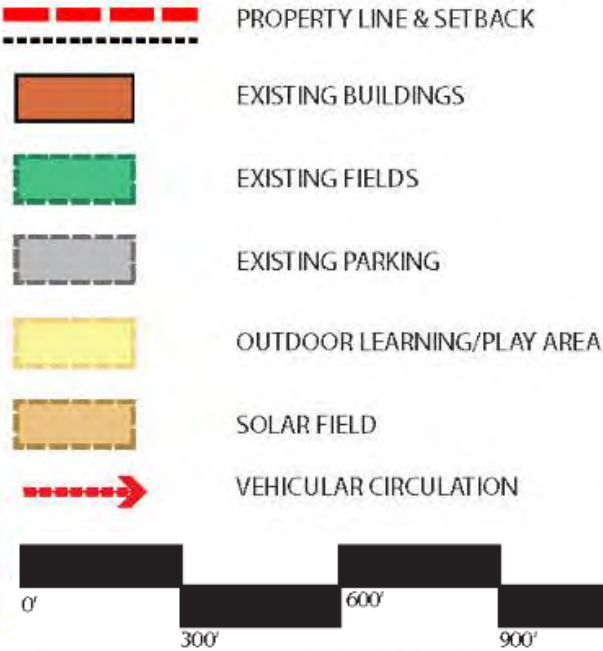 PROPERTY LINE & SETBACK
EXISTING BUILDINGS
EXISTING FIELDS
EXISTING PARKING
OUTDOOR LEARNING/PLAY AREA
SOLAR FIELD
VEHICULAR CIRCULATION
0' 600'
300' 900'